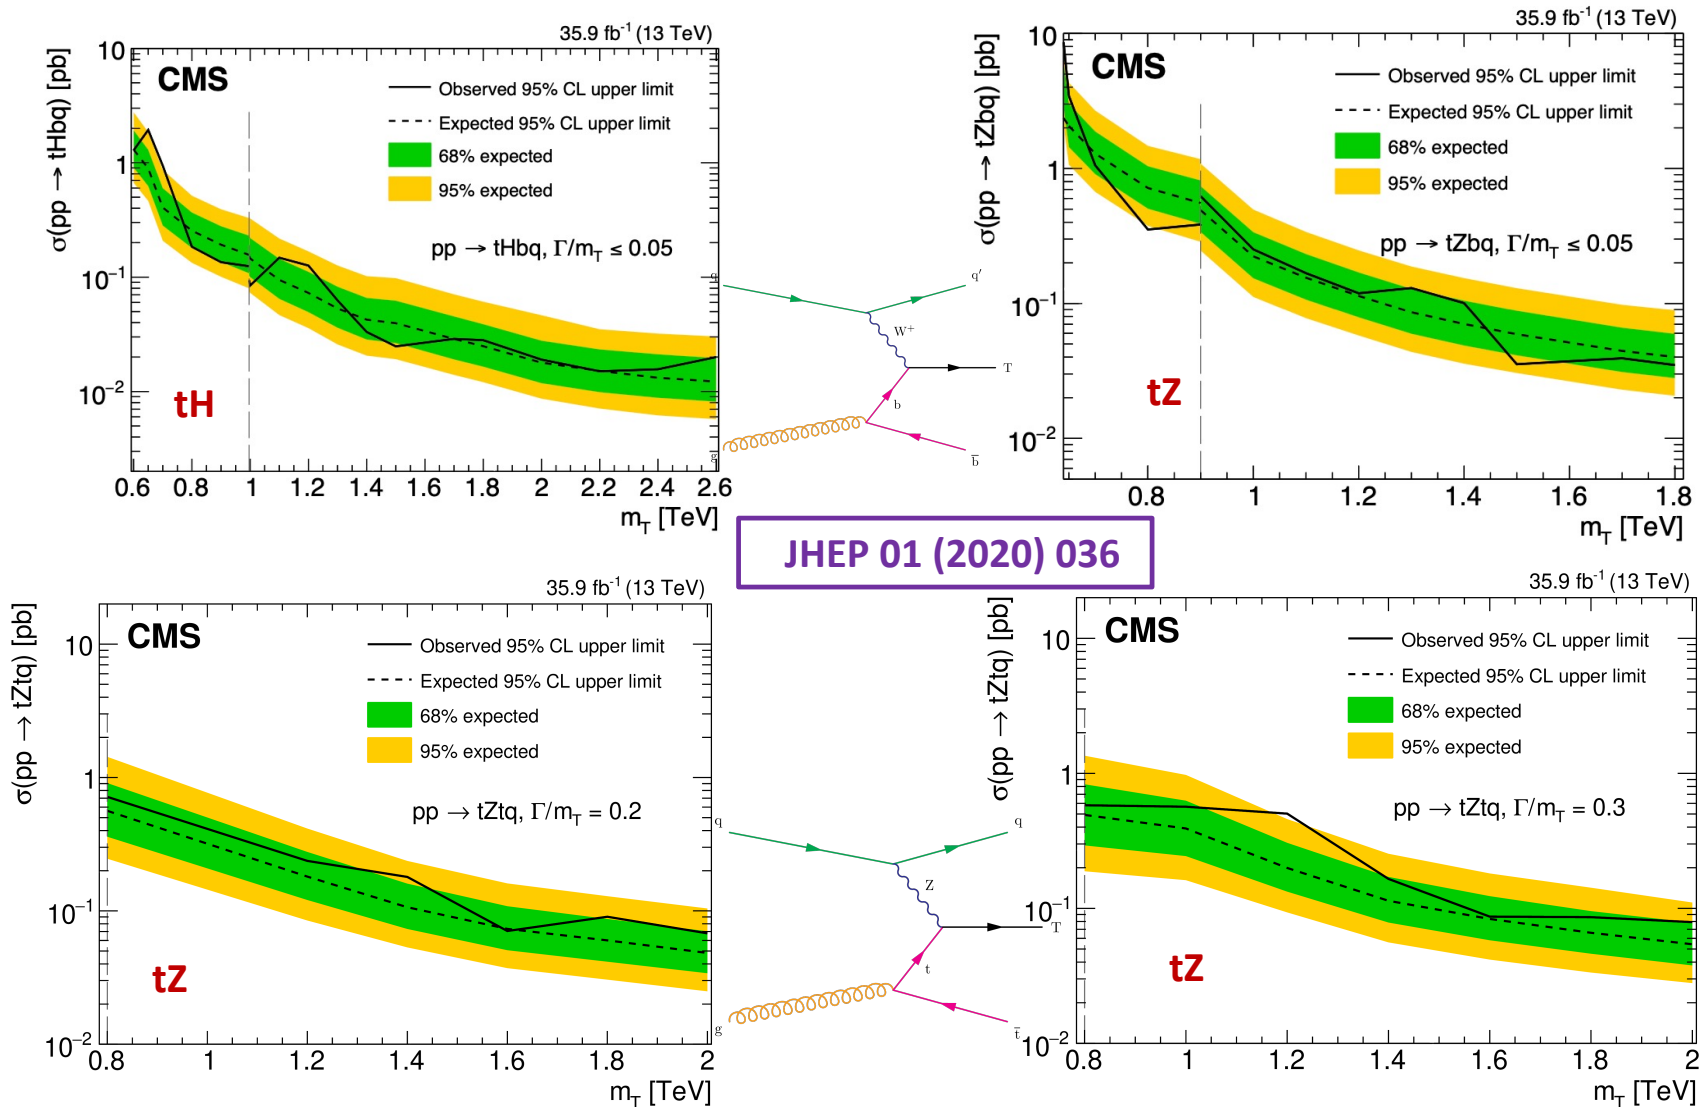 35.9 fb⁻¹ (13 TeV)
CMS
σ(pp → tHbq) [pb]
Observed 95% CL upper limit
Expected 95% CL upper limit
68% expected
95% expected
pp → tHbq, Γ/m_T ≤ 0.05
tH
10
1
10⁻¹
10⁻²
0.6 0.8 1 1.2 1.4 1.6 1.8 2 2.2 2.4 2.6
m_T [TeV]
q′
W⁺
T
b
b̄
35.9 fb⁻¹ (13 TeV)
CMS
σ(pp → tZbq) [pb]
Observed 95% CL upper limit
Expected 95% CL upper limit
68% expected
95% expected
pp → tZbq, Γ/m_T ≤ 0.05
tZ
10
1
10⁻¹
10⁻²
0.8 1 1.2 1.4 1.6 1.8
m_T [TeV]
JHEP 01 (2020) 036
35.9 fb⁻¹ (13 TeV)
CMS
σ(pp → tZtq) [pb]
Observed 95% CL upper limit
Expected 95% CL upper limit
68% expected
95% expected
pp → tZtq, Γ/m_T = 0.2
tZ
10
1
10⁻¹
10⁻²
0.8 1 1.2 1.4 1.6 1.8 2
m_T [TeV]
q
q
Z
T
t
g
t̄
35.9 fb⁻¹ (13 TeV)
CMS
σ(pp → tZtq) [pb]
Observed 95% CL upper limit
Expected 95% CL upper limit
68% expected
95% expected
pp → tZtq, Γ/m_T = 0.3
tZ
10
1
10⁻¹
10⁻²
0.8 1 1.2 1.4 1.6 1.8 2
m_T [TeV]